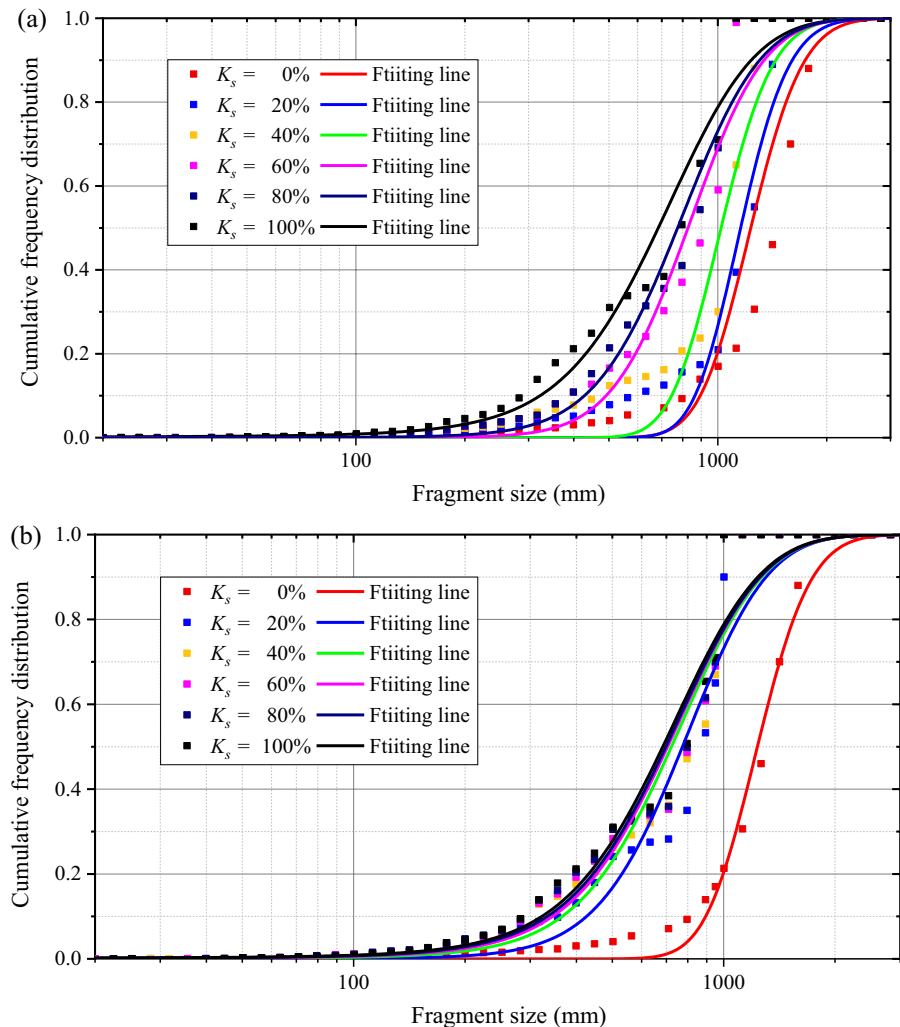 (a)
1.0
0.8
0.6
0.4
0.2
0.0
Cumulative frequency distribution
Ks = 0% Ftiiting line
Ks = 20% Ftiiting line
Ks = 40% Ftiiting line
Ks = 60% Ftiiting line
Ks = 80% Ftiiting line
Ks = 100% Ftiiting line
100 1000
Fragment size (mm)
(b)
1.0
0.8
0.6
0.4
0.2
0.0
Cumulative frequency distribution
Ks = 0% Ftiiting line
Ks = 20% Ftiiting line
Ks = 40% Ftiiting line
Ks = 60% Ftiiting line
Ks = 80% Ftiiting line
Ks = 100% Ftiiting line
100 1000
Fragment size (mm)